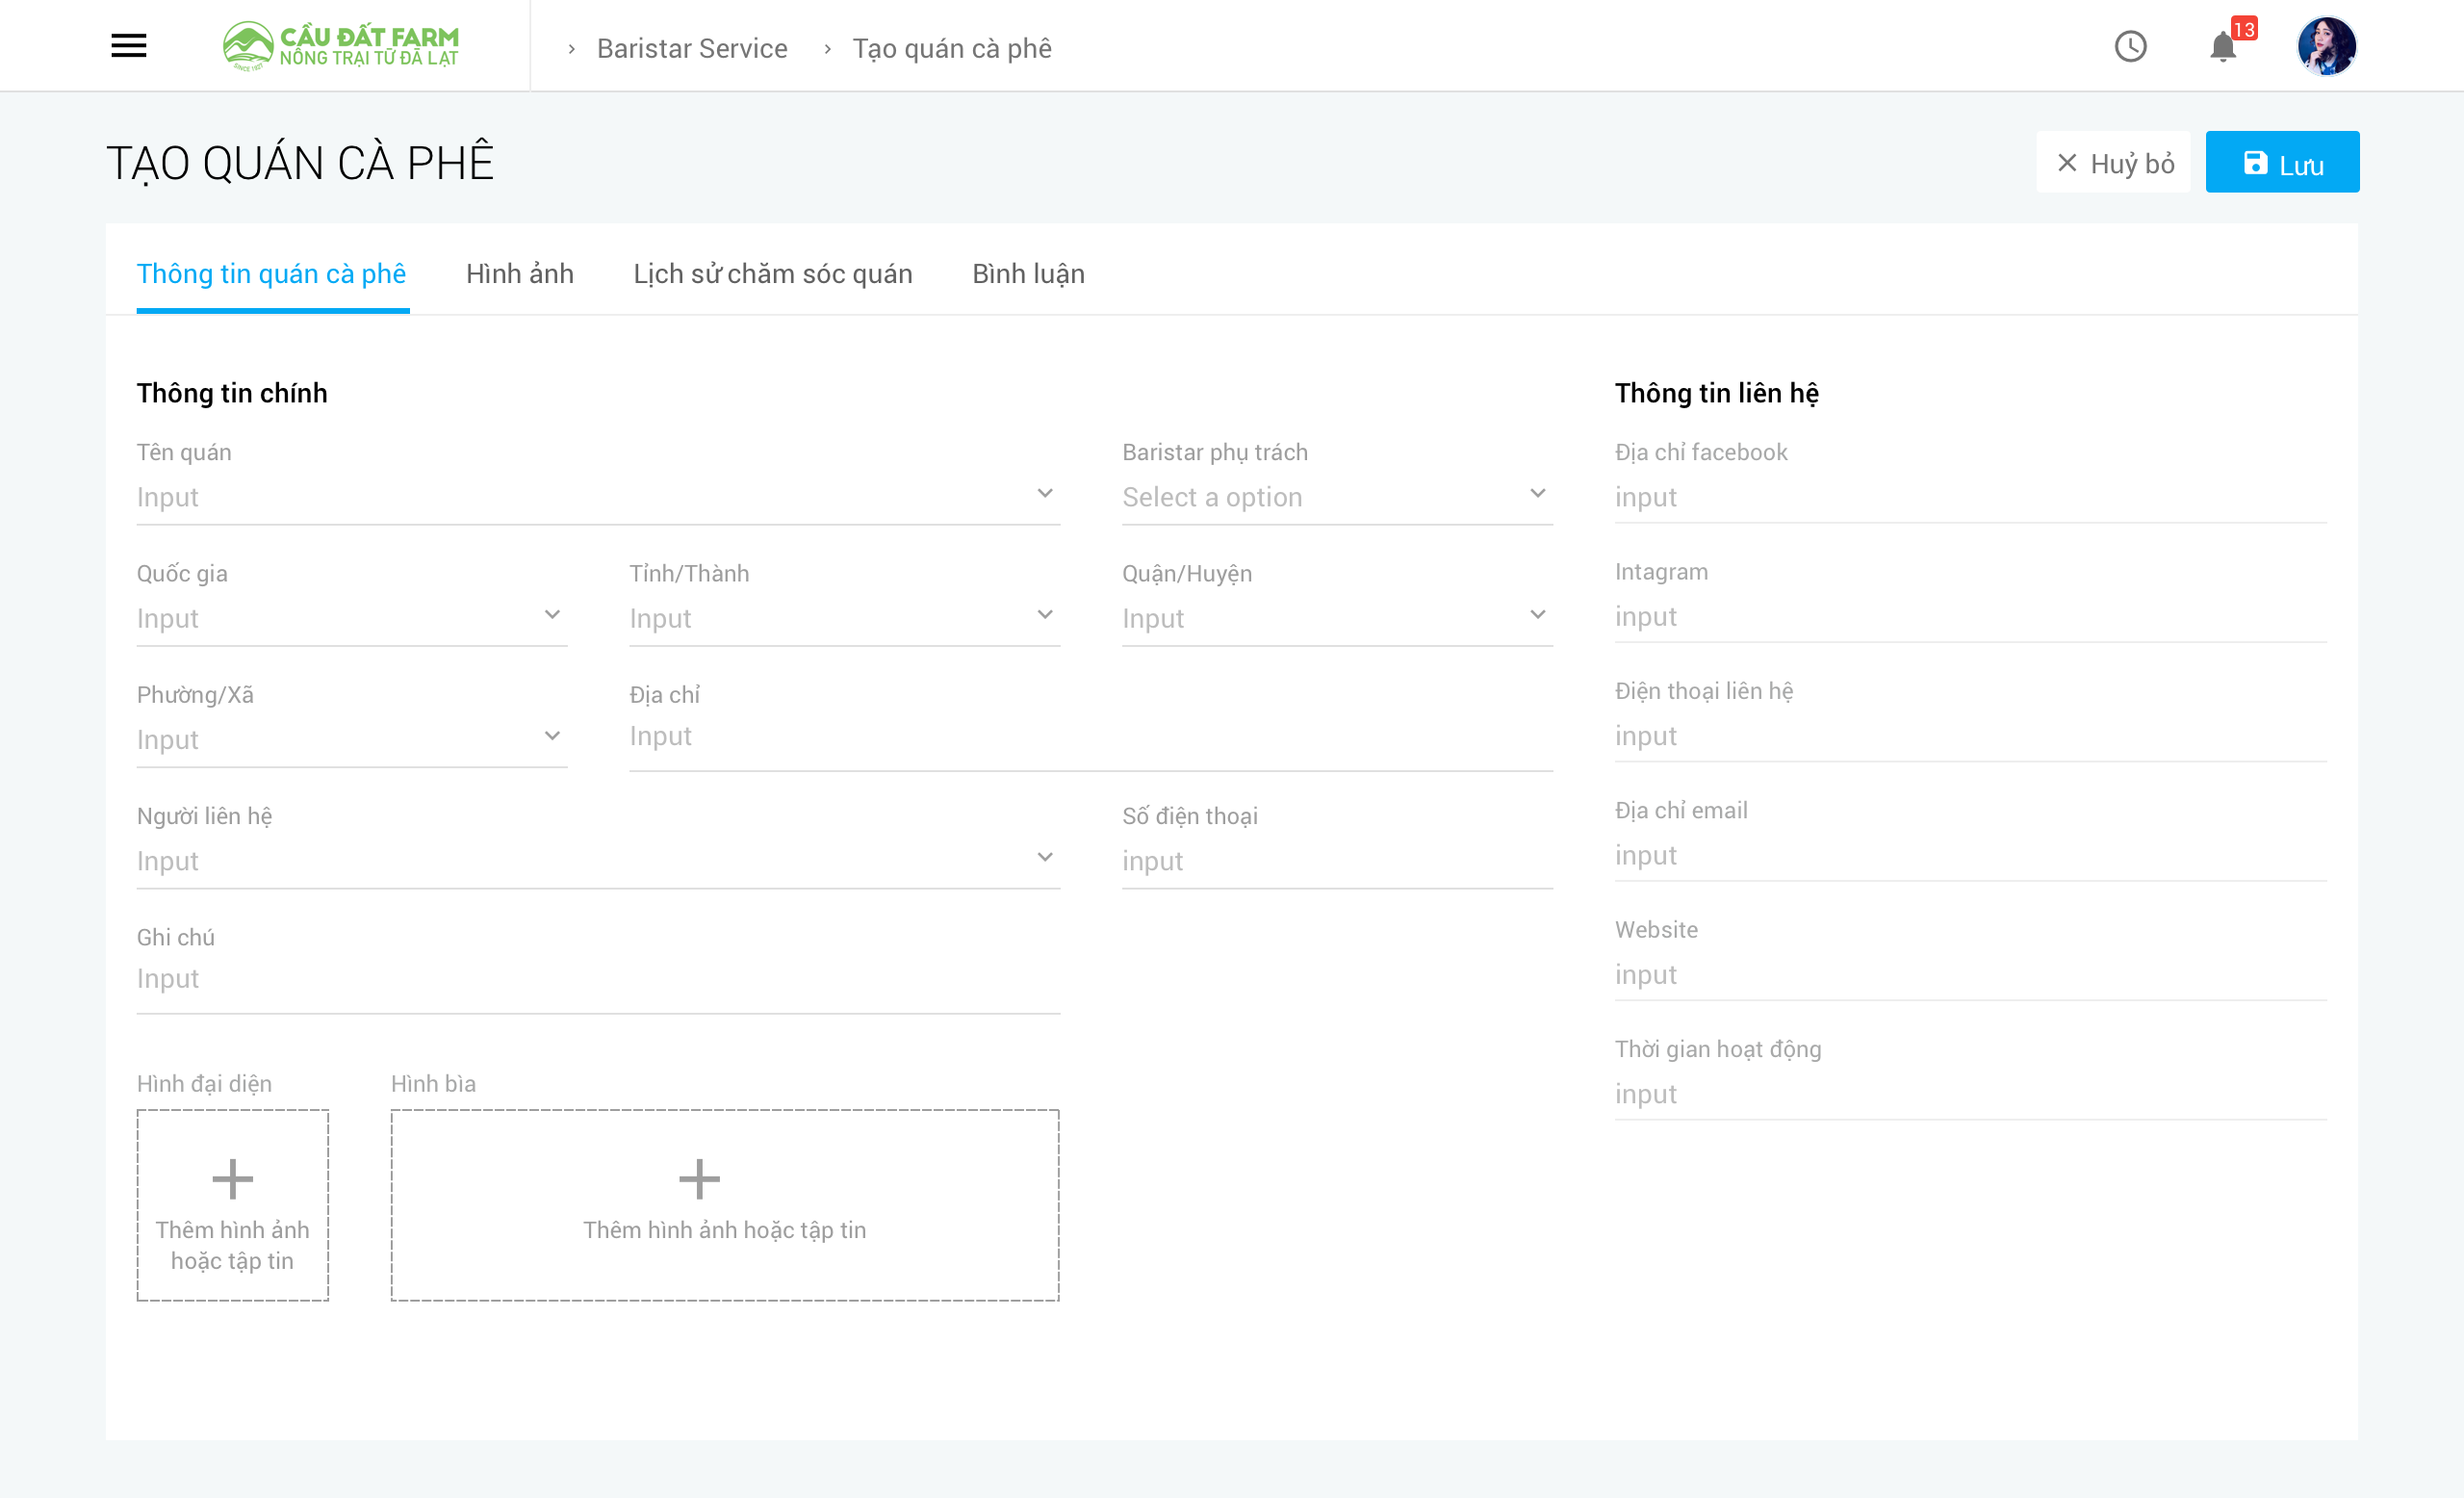 CẦU ĐẤT FARM
NÔNG TRẠI TỪ ĐÀ LẠT
SINCE 1927
› Baristar Service › Tạo quán cà phê
13
TẠO QUÁN CÀ PHÊ
Huỷ bỏ
Lưu
Thông tin quán cà phê
Hình ảnh
Lịch sử chăm sóc quán
Bình luận
Thông tin chính
Tên quán
Input
Baristar phụ trách
Select a option
Quốc gia
Input
Tỉnh/Thành
Input
Quận/Huyện
Input
Phường/Xã
Input
Địa chỉ
Input
Người liên hệ
Input
Số điện thoại
input
Ghi chú
Input
Hình đại diện
Thêm hình ảnh
hoặc tập tin
Hình bìa
Thêm hình ảnh hoặc tập tin
Thông tin liên hệ
Địa chỉ facebook
input
Intagram
input
Điện thoại liên hệ
input
Địa chỉ email
input
Website
input
Thời gian hoạt động
input